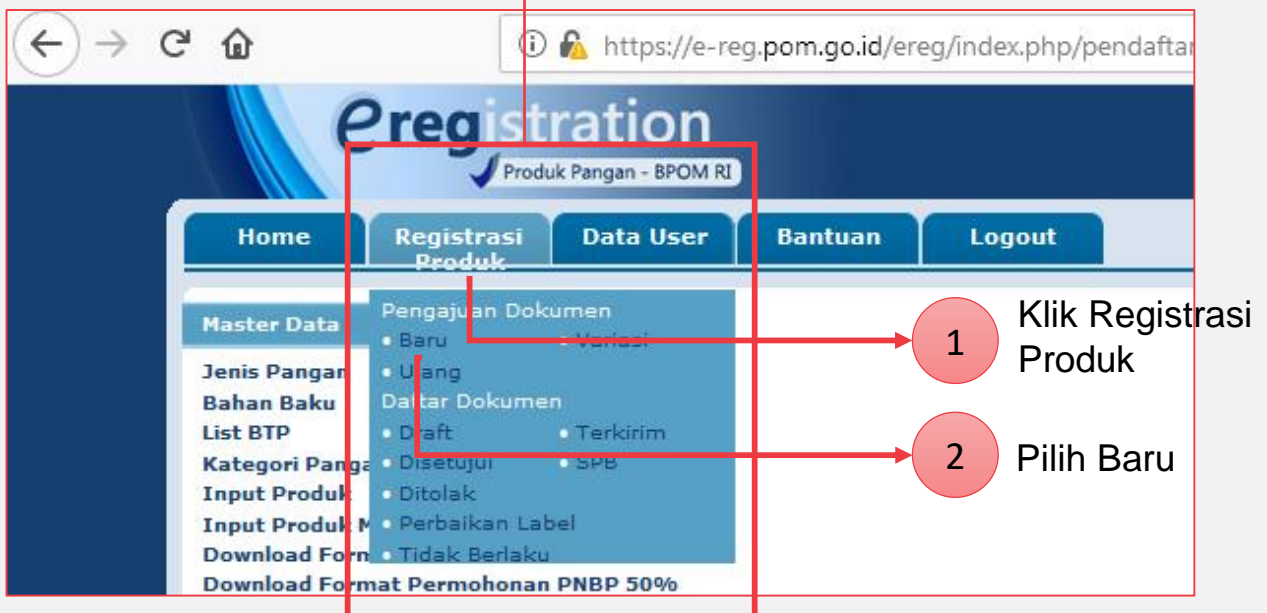 https://e-reg.pom.go.id/ereg/index.php/pendaftar
eregistration
Produk Pangan - BPOM RI
Home
Registrasi Produk
Data User
Bantuan
Logout
Master Data
Jenis Pangan
Bahan Baku
List BTP
Kategori Panga
Input Produk
Input Produk M
Download Form
Download Format Permohonan PNBP 50%
Pengajuan Dokumen
• Baru • Variasi
• Ulang
Daftar Dokumen
• Draft • Terkirim
• Disetujui • SPB
• Ditolak
• Perbaikan Label
• Tidak Berlaku
1 Klik Registrasi
Produk
2 Pilih Baru